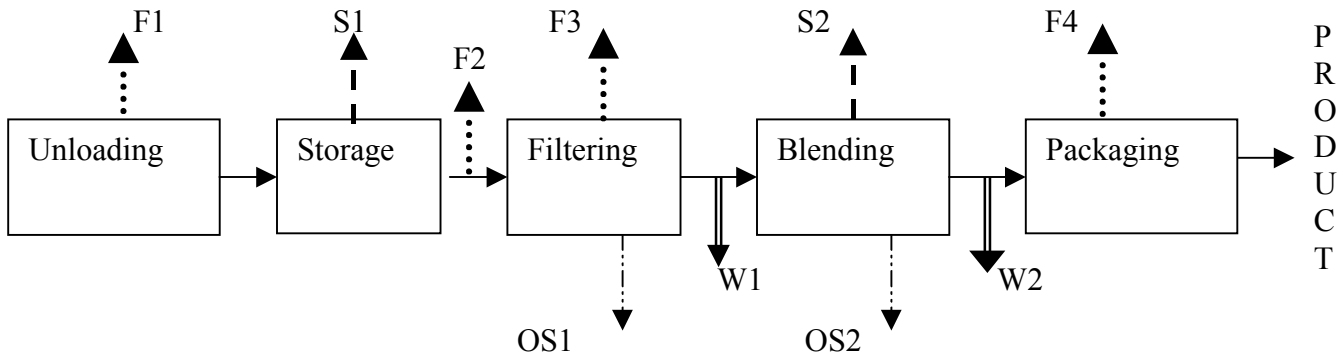 F1
S1
F2
F3
S2
F4
Unloading
Storage
Filtering
Blending
Packaging
P
R
O
D
U
C
T
W1
W2
OS1
OS2